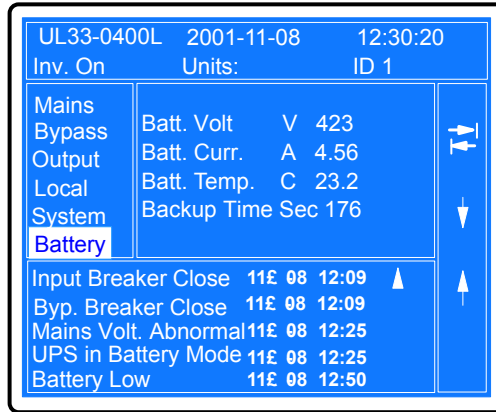 UL33-0400L 2001-11-08 12:30:20
Inv. On Units: ID 1
Mains
Bypass
Output
Local
System
Battery
Batt. Volt V 423
Batt. Curr. A 4.56
Batt. Temp. C 23.2
Backup Time Sec 176
Input Breaker Close 11£ 08 12:09
Byp. Breaker Close 11£ 08 12:09
Mains Volt. Abnormal 11£ 08 12:25
UPS in Battery Mode 11£ 08 12:25
Battery Low 11£ 08 12:50